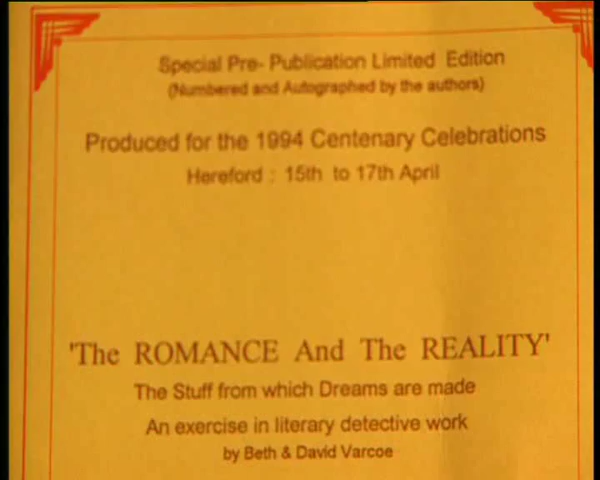 Special Pre- Publication Limited Edition
(Numbered and Autographed by the authors)
Produced for the 1994 Centenary Celebrations
Hereford : 15th to 17th April
'The ROMANCE And The REALITY'
The Stuff from which Dreams are made
An exercise in literary detective work
by Beth & David Varcoe